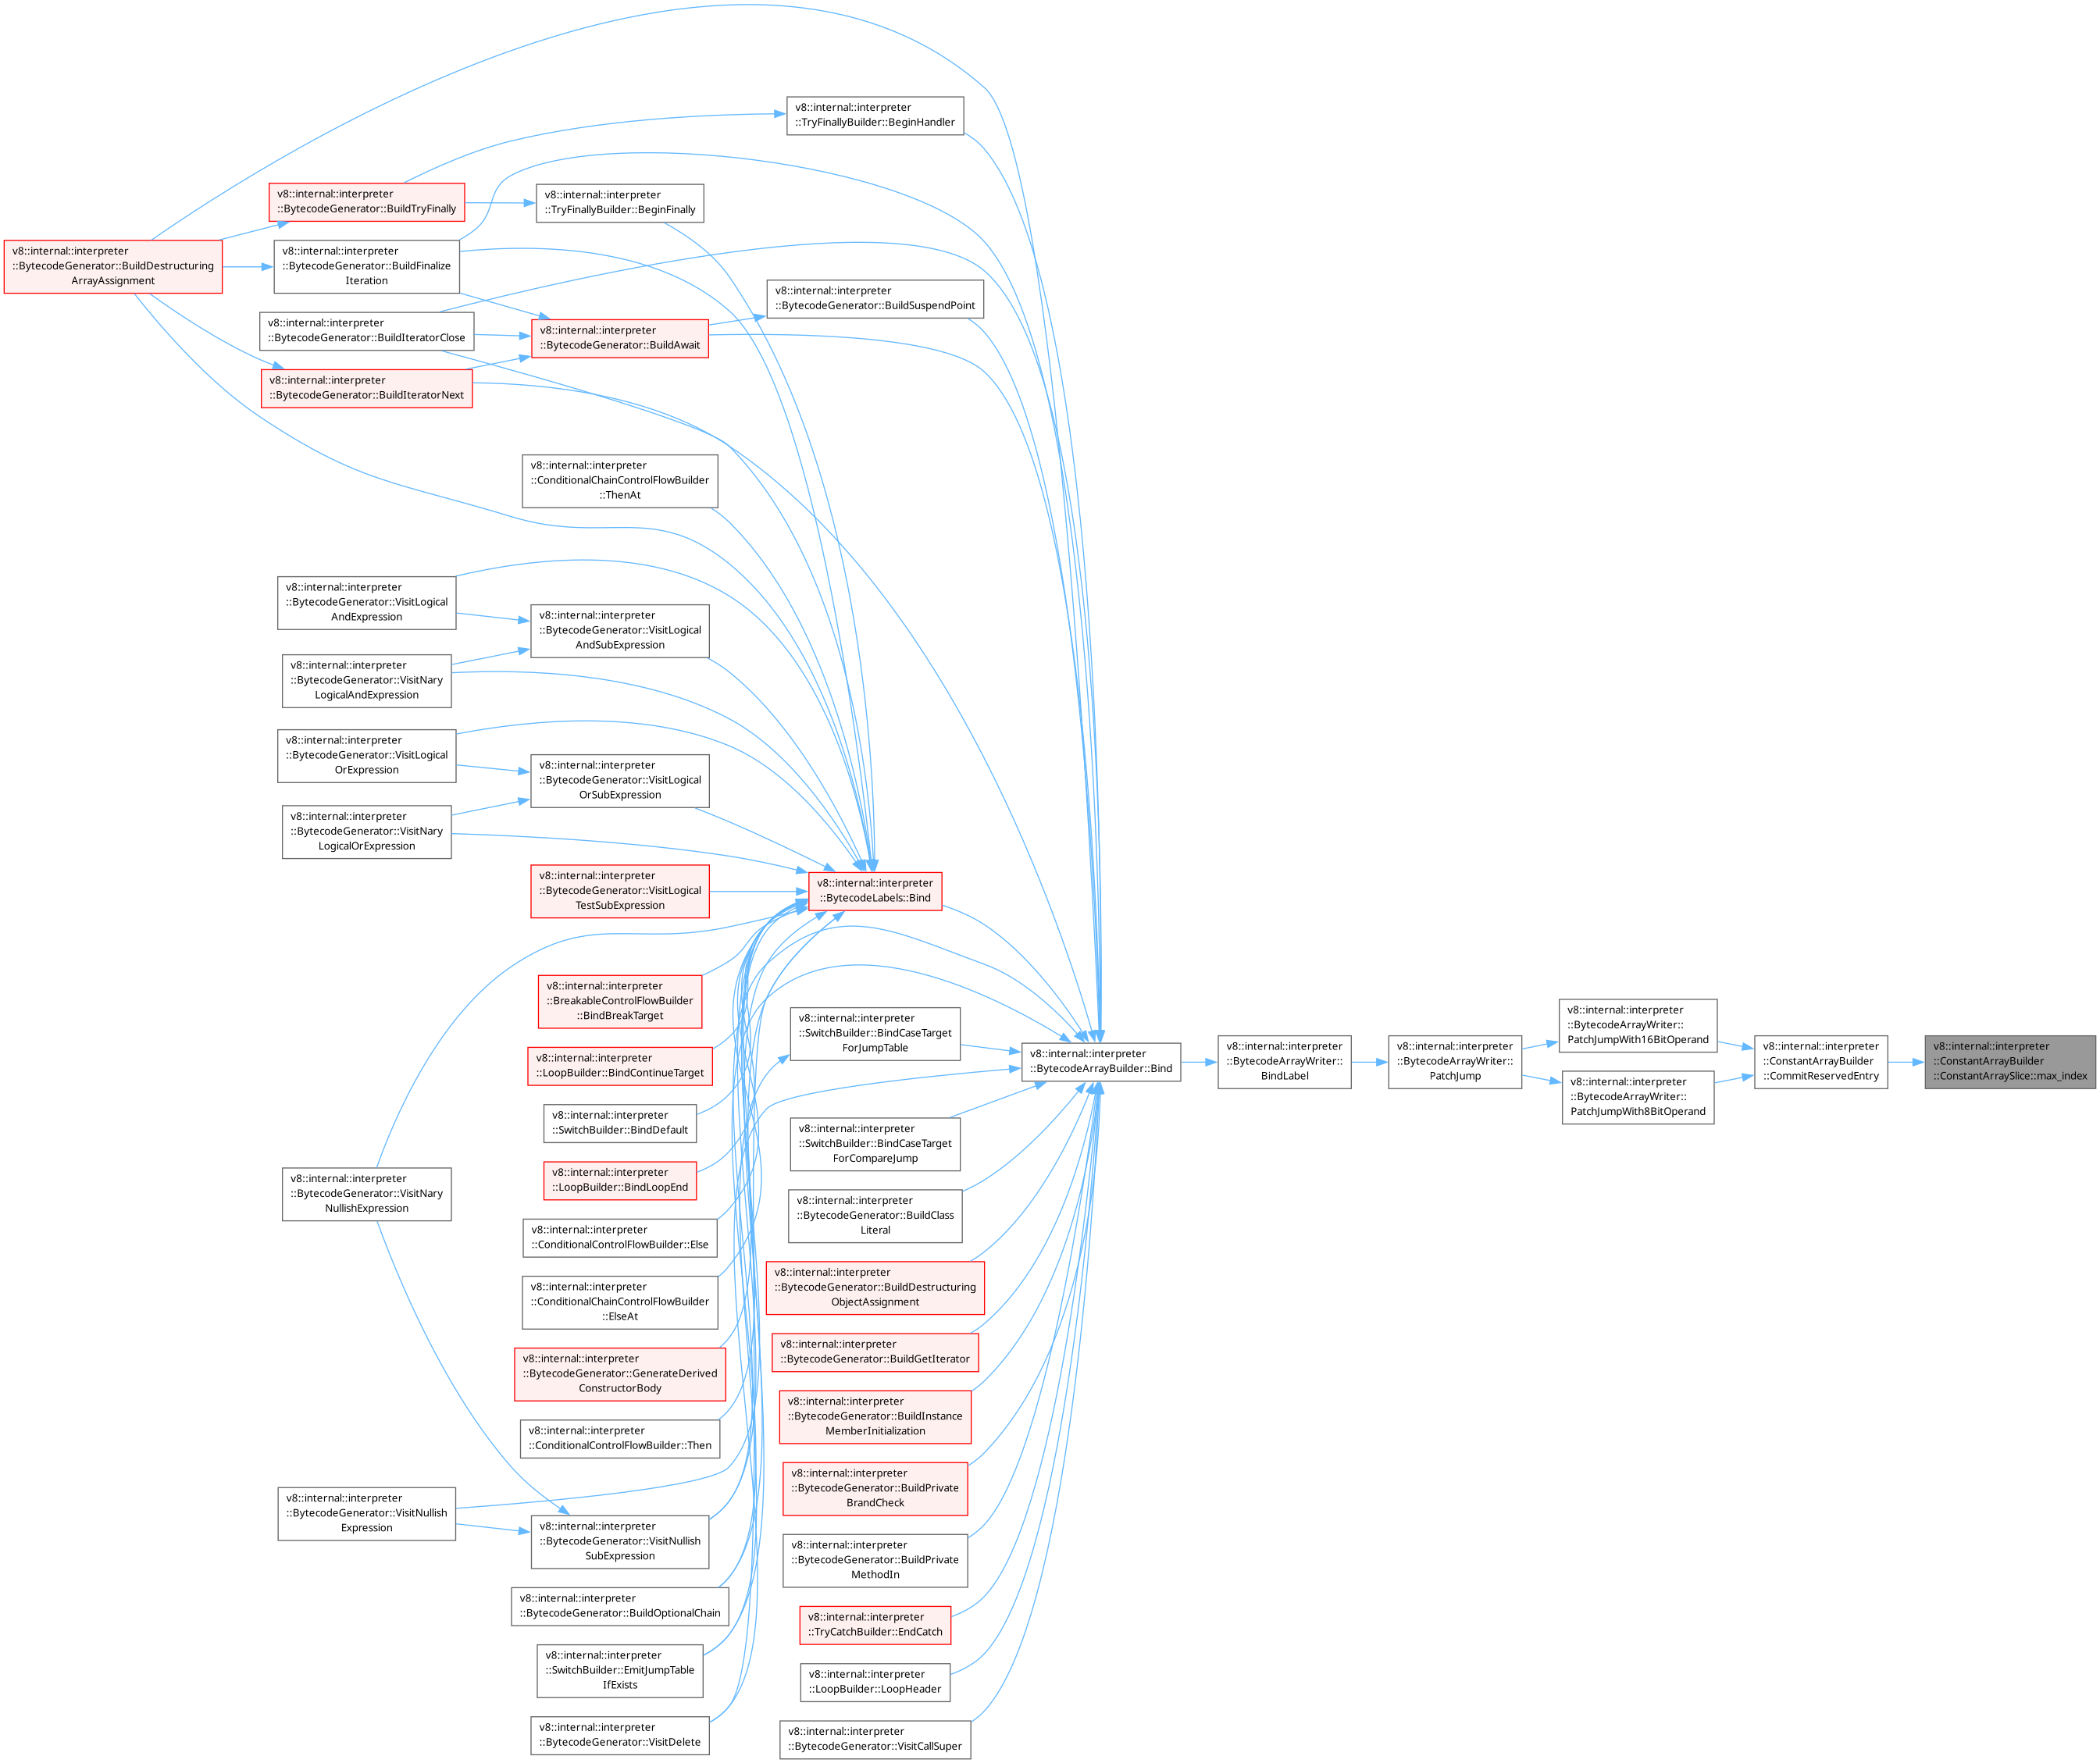 v8::internal::interpreter
::TryFinallyBuilder::BeginHandler
v8::internal::interpreter
::BytecodeGenerator::BuildTryFinally
v8::internal::interpreter
::TryFinallyBuilder::BeginFinally
v8::internal::interpreter
::BytecodeGenerator::BuildDestructuring
ArrayAssignment
v8::internal::interpreter
::BytecodeGenerator::BuildFinalize
Iteration
v8::internal::interpreter
::BytecodeGenerator::BuildSuspendPoint
v8::internal::interpreter
::BytecodeGenerator::BuildIteratorClose
v8::internal::interpreter
::BytecodeGenerator::BuildAwait
v8::internal::interpreter
::BytecodeGenerator::BuildIteratorNext
v8::internal::interpreter
::ConditionalChainControlFlowBuilder
::ThenAt
v8::internal::interpreter
::BytecodeGenerator::VisitLogical
AndExpression
v8::internal::interpreter
::BytecodeGenerator::VisitLogical
AndSubExpression
v8::internal::interpreter
::BytecodeGenerator::VisitNary
LogicalAndExpression
v8::internal::interpreter
::BytecodeGenerator::VisitLogical
OrExpression
v8::internal::interpreter
::BytecodeGenerator::VisitLogical
OrSubExpression
v8::internal::interpreter
::BytecodeGenerator::VisitNary
LogicalOrExpression
v8::internal::interpreter
::BytecodeGenerator::VisitLogical
TestSubExpression
v8::internal::interpreter
::BytecodeLabels::Bind
v8::internal::interpreter
::BreakableControlFlowBuilder
::BindBreakTarget
v8::internal::interpreter
::LoopBuilder::BindContinueTarget
v8::internal::interpreter
::SwitchBuilder::BindCaseTarget
ForJumpTable
v8::internal::interpreter
::BytecodeArrayBuilder::Bind
v8::internal::interpreter
::BytecodeArrayWriter::
BindLabel
v8::internal::interpreter
::BytecodeArrayWriter::
PatchJump
v8::internal::interpreter
::BytecodeArrayWriter::
PatchJumpWith16BitOperand
v8::internal::interpreter
::BytecodeArrayWriter::
PatchJumpWith8BitOperand
v8::internal::interpreter
::ConstantArrayBuilder
::CommitReservedEntry
v8::internal::interpreter
::ConstantArrayBuilder
::ConstantArraySlice::max_index
v8::internal::interpreter
::SwitchBuilder::BindDefault
v8::internal::interpreter
::SwitchBuilder::BindCaseTarget
ForCompareJump
v8::internal::interpreter
::BytecodeGenerator::VisitNary
NullishExpression
v8::internal::interpreter
::LoopBuilder::BindLoopEnd
v8::internal::interpreter
::BytecodeGenerator::BuildClass
Literal
v8::internal::interpreter
::ConditionalControlFlowBuilder::Else
v8::internal::interpreter
::BytecodeGenerator::BuildDestructuring
ObjectAssignment
v8::internal::interpreter
::ConditionalChainControlFlowBuilder
::ElseAt
v8::internal::interpreter
::BytecodeGenerator::BuildGetIterator
v8::internal::interpreter
::BytecodeGenerator::GenerateDerived
ConstructorBody
v8::internal::interpreter
::BytecodeGenerator::BuildInstance
MemberInitialization
v8::internal::interpreter
::ConditionalControlFlowBuilder::Then
v8::internal::interpreter
::BytecodeGenerator::BuildPrivate
BrandCheck
v8::internal::interpreter
::BytecodeGenerator::VisitNullish
Expression
v8::internal::interpreter
::BytecodeGenerator::VisitNullish
SubExpression
v8::internal::interpreter
::BytecodeGenerator::BuildPrivate
MethodIn
v8::internal::interpreter
::BytecodeGenerator::BuildOptionalChain
v8::internal::interpreter
::TryCatchBuilder::EndCatch
v8::internal::interpreter
::SwitchBuilder::EmitJumpTable
IfExists
v8::internal::interpreter
::LoopBuilder::LoopHeader
v8::internal::interpreter
::BytecodeGenerator::VisitDelete
v8::internal::interpreter
::BytecodeGenerator::VisitCallSuper